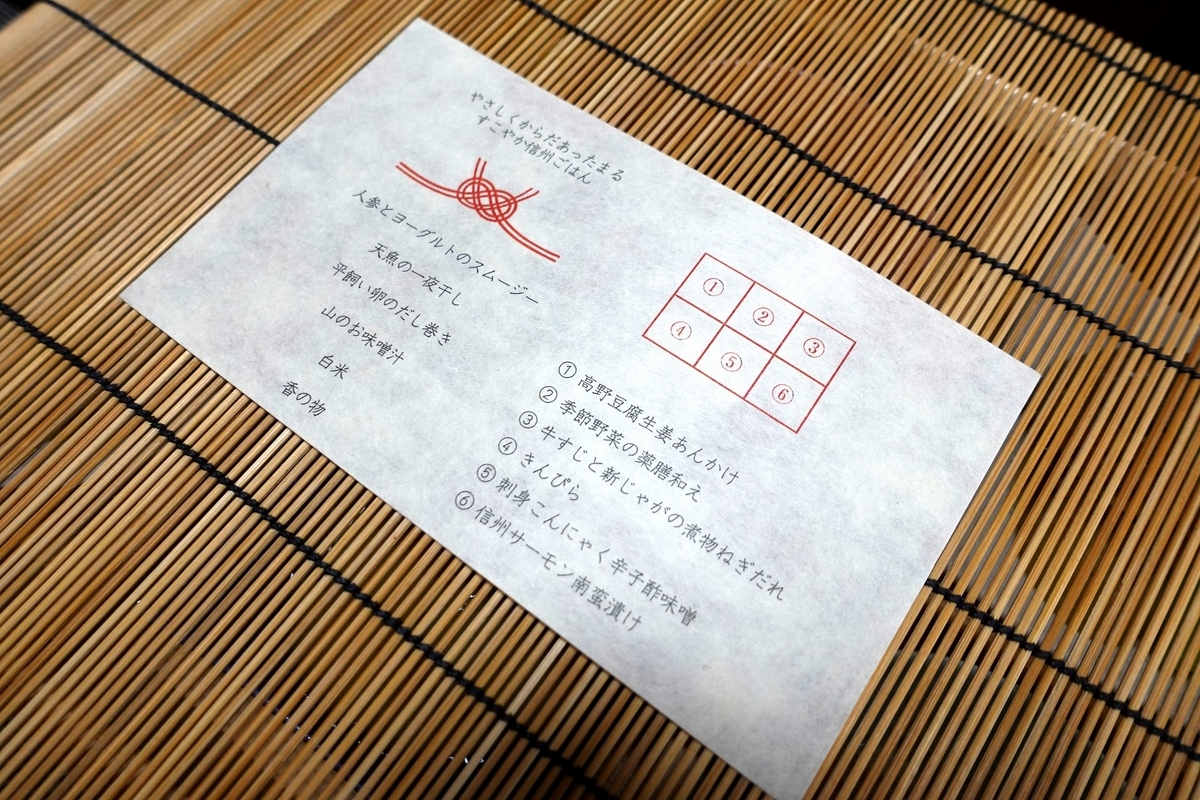 やさしくからだあったまる
すこやか信州ごはん
人参とヨーグルトのスムージー
天魚の一夜干し
平飼い卵のだし巻き
山のお味噌汁
白米
香の物
① ② ③
④ ⑤ ⑥
① 高野豆腐生姜あんかけ
② 季節野菜の薬膳和え
③ 牛すじと新じゃがの煮物ねぎだれ
④ きんぴら
⑤ 刺身こんにゃく辛子酢味噌
⑥ 信州サーモン南蛮漬け